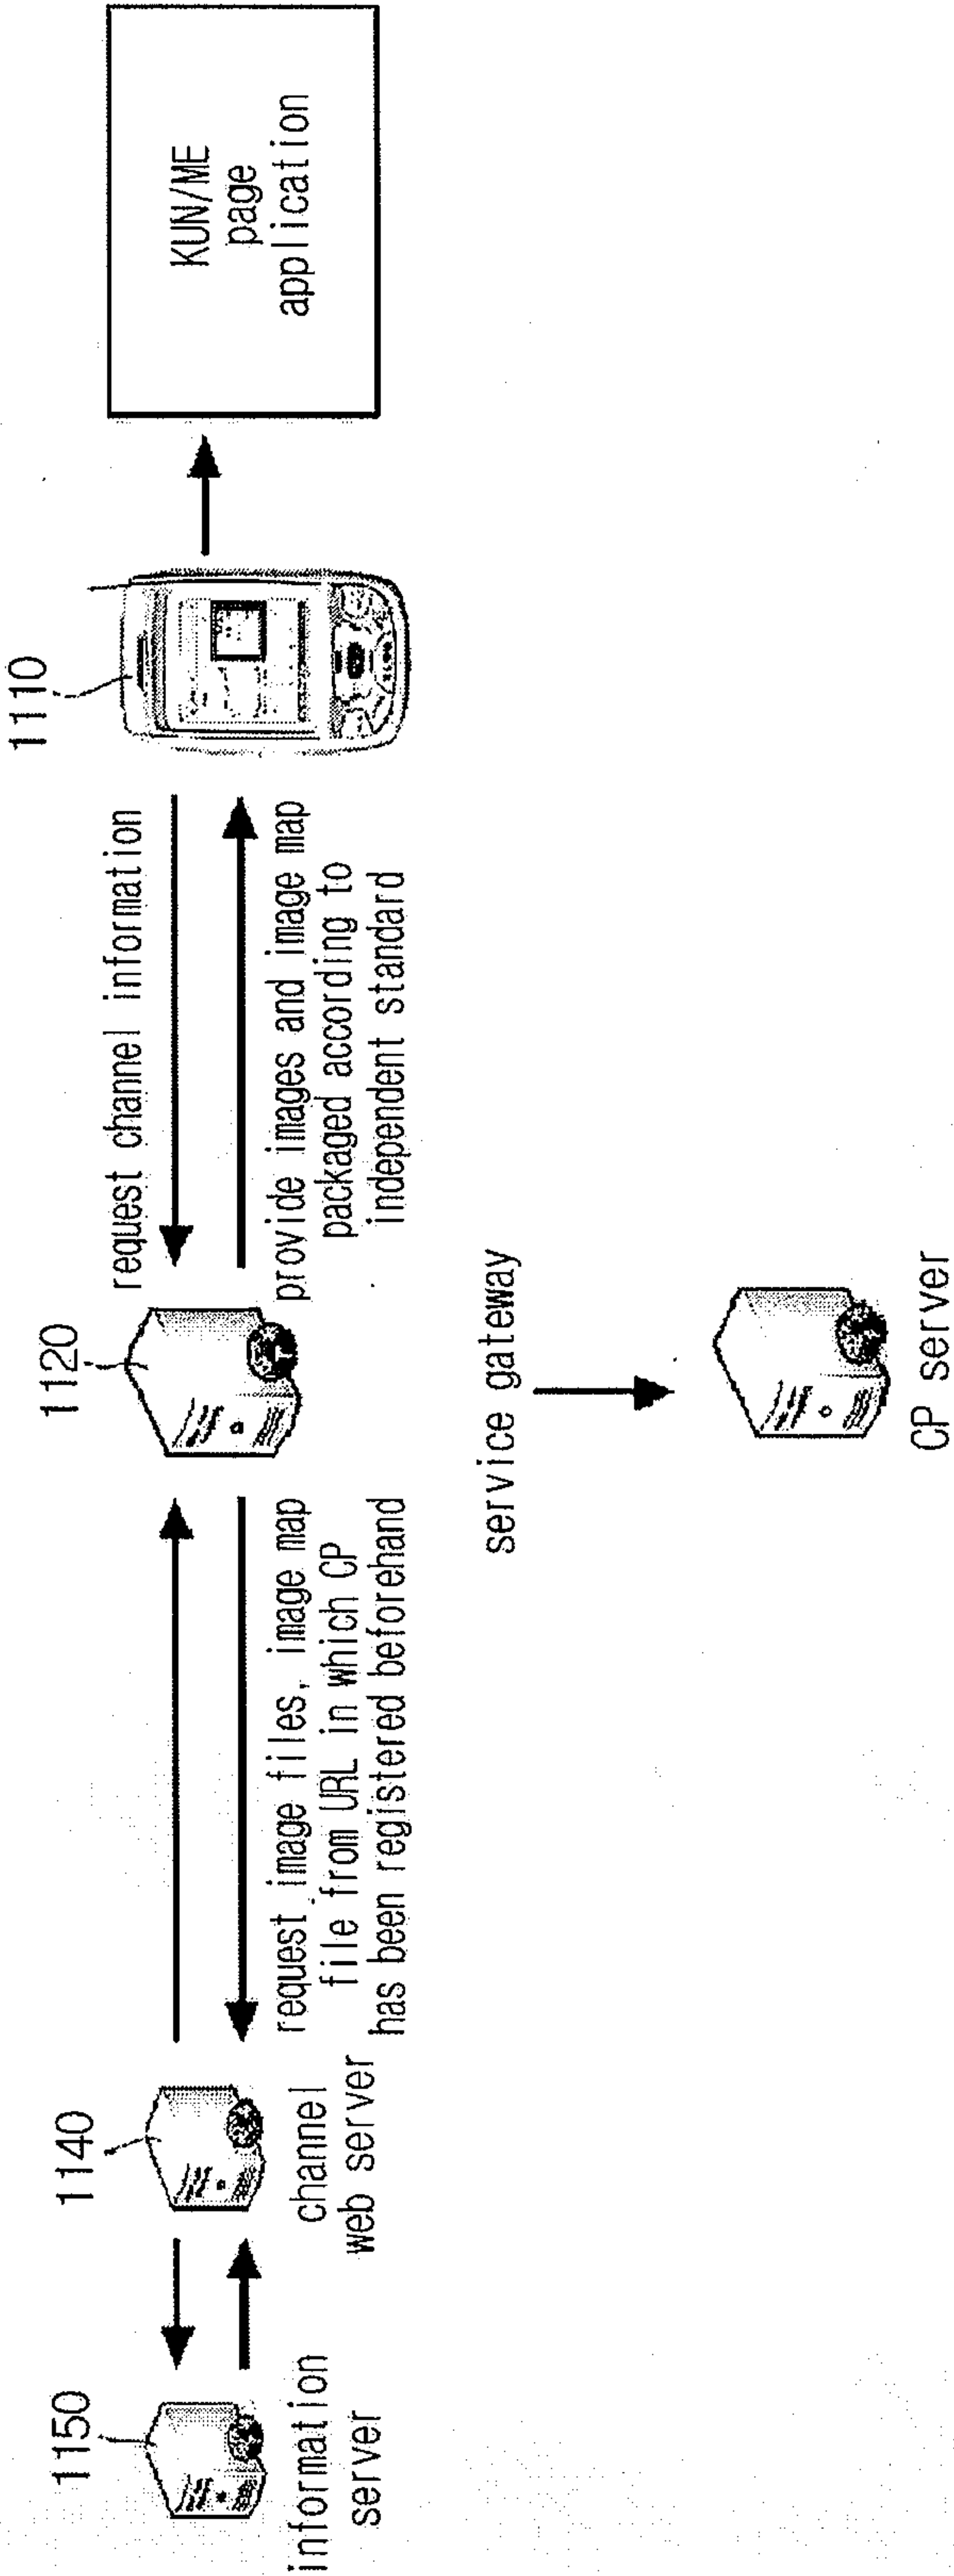 1150
information
server
1140
channel
web server
request image files, image map
file from URL in which CP
has been registered beforehand
1120
service gateway
CP server
request channel information
provide images and image map
packaged according to
independent standard
1110
KUN/ME
page
application